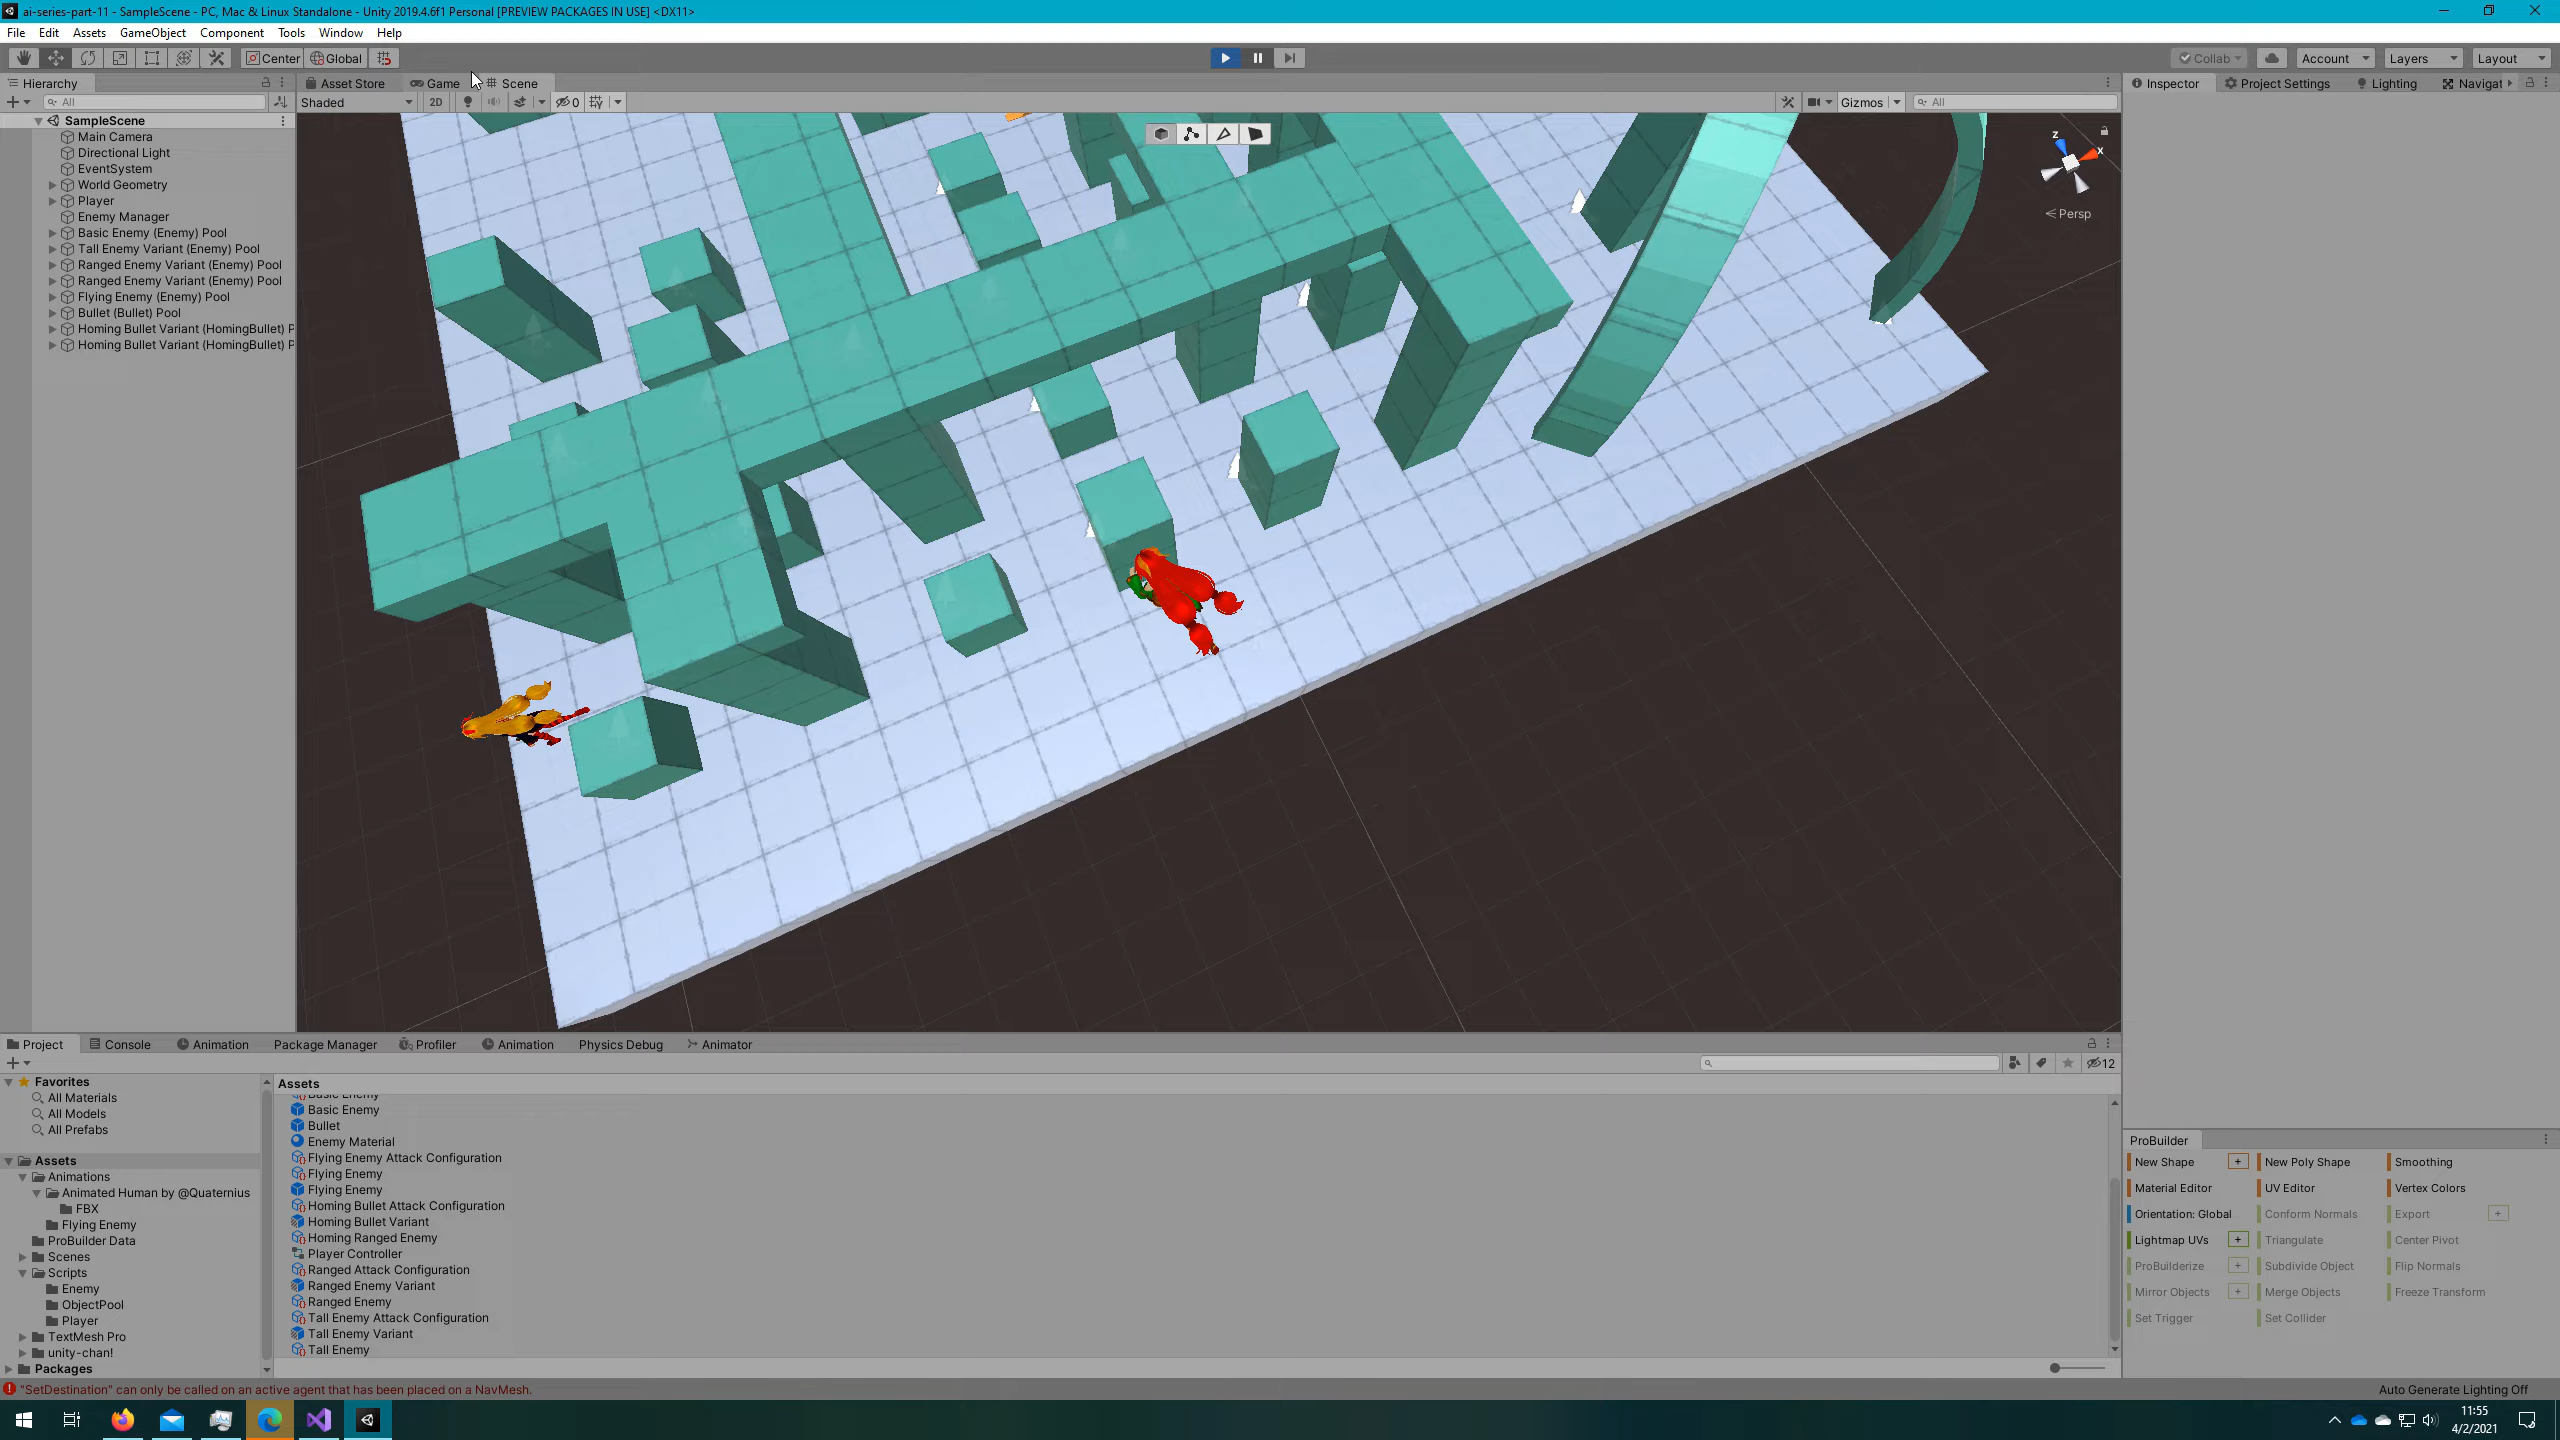 ai-series-part-11 - SampleScene - PC, Mac & Linux Standalone - Unity 2019.4.6f1 Personal [PREVIEW PACKAGES IN USE] <DX11>
File Edit Assets GameObject Component Tools Window Help
Center Global Collab Account Layers Layout
Hierarchy
All
SampleScene
Main Camera
Directional Light
EventSystem
World Geometry
Player
Enemy Manager
Basic Enemy (Enemy) Pool
Tall Enemy Variant (Enemy) Pool
Ranged Enemy Variant (Enemy) Pool
Ranged Enemy Variant (Enemy) Pool
Flying Enemy (Enemy) Pool
Bullet (Bullet) Pool
Homing Bullet Variant (HomingBullet) P
Homing Bullet Variant (HomingBullet) P
Asset Store Game Scene
Shaded 2D 0 Gizmos All
z
x
Persp
Inspector Project Settings Lighting Navigat
Project Console Animation Package Manager Profiler Animation Physics Debug Animator
12
Favorites
All Materials
All Models
All Prefabs
Assets
Animations
Animated Human by @Quaternius
FBX
Flying Enemy
ProBuilder Data
Scenes
Scripts
Enemy
ObjectPool
Player
TextMesh Pro
unity-chan!
Packages
Assets
Basic Enemy
Basic Enemy
Bullet
Enemy Material
Flying Enemy Attack Configuration
Flying Enemy
Flying Enemy
Homing Bullet Attack Configuration
Homing Bullet Variant
Homing Ranged Enemy
Player Controller
Ranged Attack Configuration
Ranged Enemy Variant
Ranged Enemy
Tall Enemy Attack Configuration
Tall Enemy Variant
Tall Enemy
ProBuilder
New Shape + New Poly Shape Smoothing
Material Editor UV Editor Vertex Colors
Orientation: Global Conform Normals Export +
Lightmap UVs + Triangulate Center Pivot
ProBuilderize + Subdivide Object Flip Normals
Mirror Objects + Merge Objects Freeze Transform
Set Trigger Set Collider
"SetDestination" can only be called on an active agent that has been placed on a NavMesh.
Auto Generate Lighting Off
11:55
4/2/2021